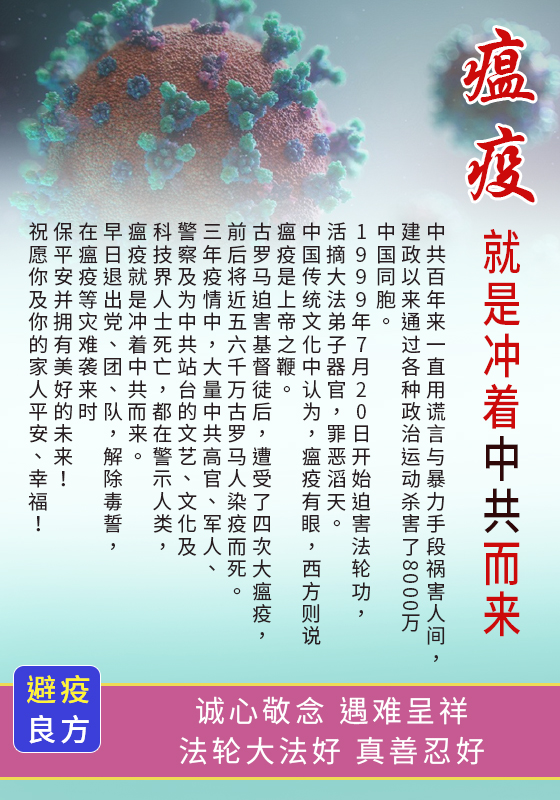 瘟疫
就是冲着中共而来
中共百年来一直用谎言与暴力手段祸害人间，
建政以来通过各种政治运动杀害了8000万
中国同胞。
1999年7月20日开始迫害法轮功，
活摘大法弟子器官，罪恶滔天。
中国传统文化中认为，瘟疫有眼，西方则说
瘟疫是上帝之鞭。
古罗马迫害基督徒后，遭受了四次大瘟疫，
前后将近五六千万古罗马人染疫而死。
三年疫情中，大量中共高官、军人、
警察及为中共站台的文艺、文化及
科技界人士死亡，都在警示人类，
瘟疫就是冲着中共而来。
早日退出党、团、队，解除毒誓，
在瘟疫等灾难袭来时
保平安并拥有美好的未来！
祝愿你及你的家人平安、幸福！
避疫
良方
诚心敬念 遇难呈祥
法轮大法好 真善忍好